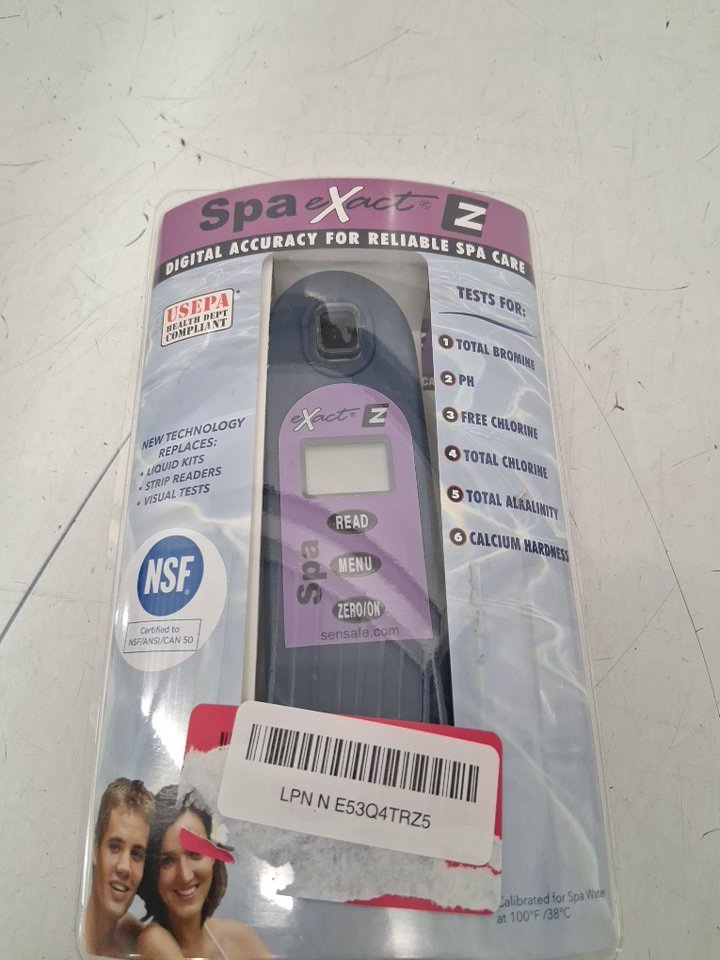 Spa eXact® Z
DIGITAL ACCURACY FOR RELIABLE SPA CARE
USEPA*
HEALTH DEPT
COMPLIANT
TESTS FOR:
1 TOTAL BROMINE
2 PH
3 FREE CHLORINE
4 TOTAL CHLORINE
5 TOTAL ALKALINITY
6 CALCIUM HARDNESS
NEW TECHNOLOGY
REPLACES:
• LIQUID KITS
• STRIP READERS
• VISUAL TESTS
NSF®
Certified to
NSF/ANSI/CAN 50
eXact® Z
READ
MENU
ZERO/ON
Spa
sensafe.com
LPN N E53Q4TRZ5
Calibrated for Spa Water
at 100°F /38°C